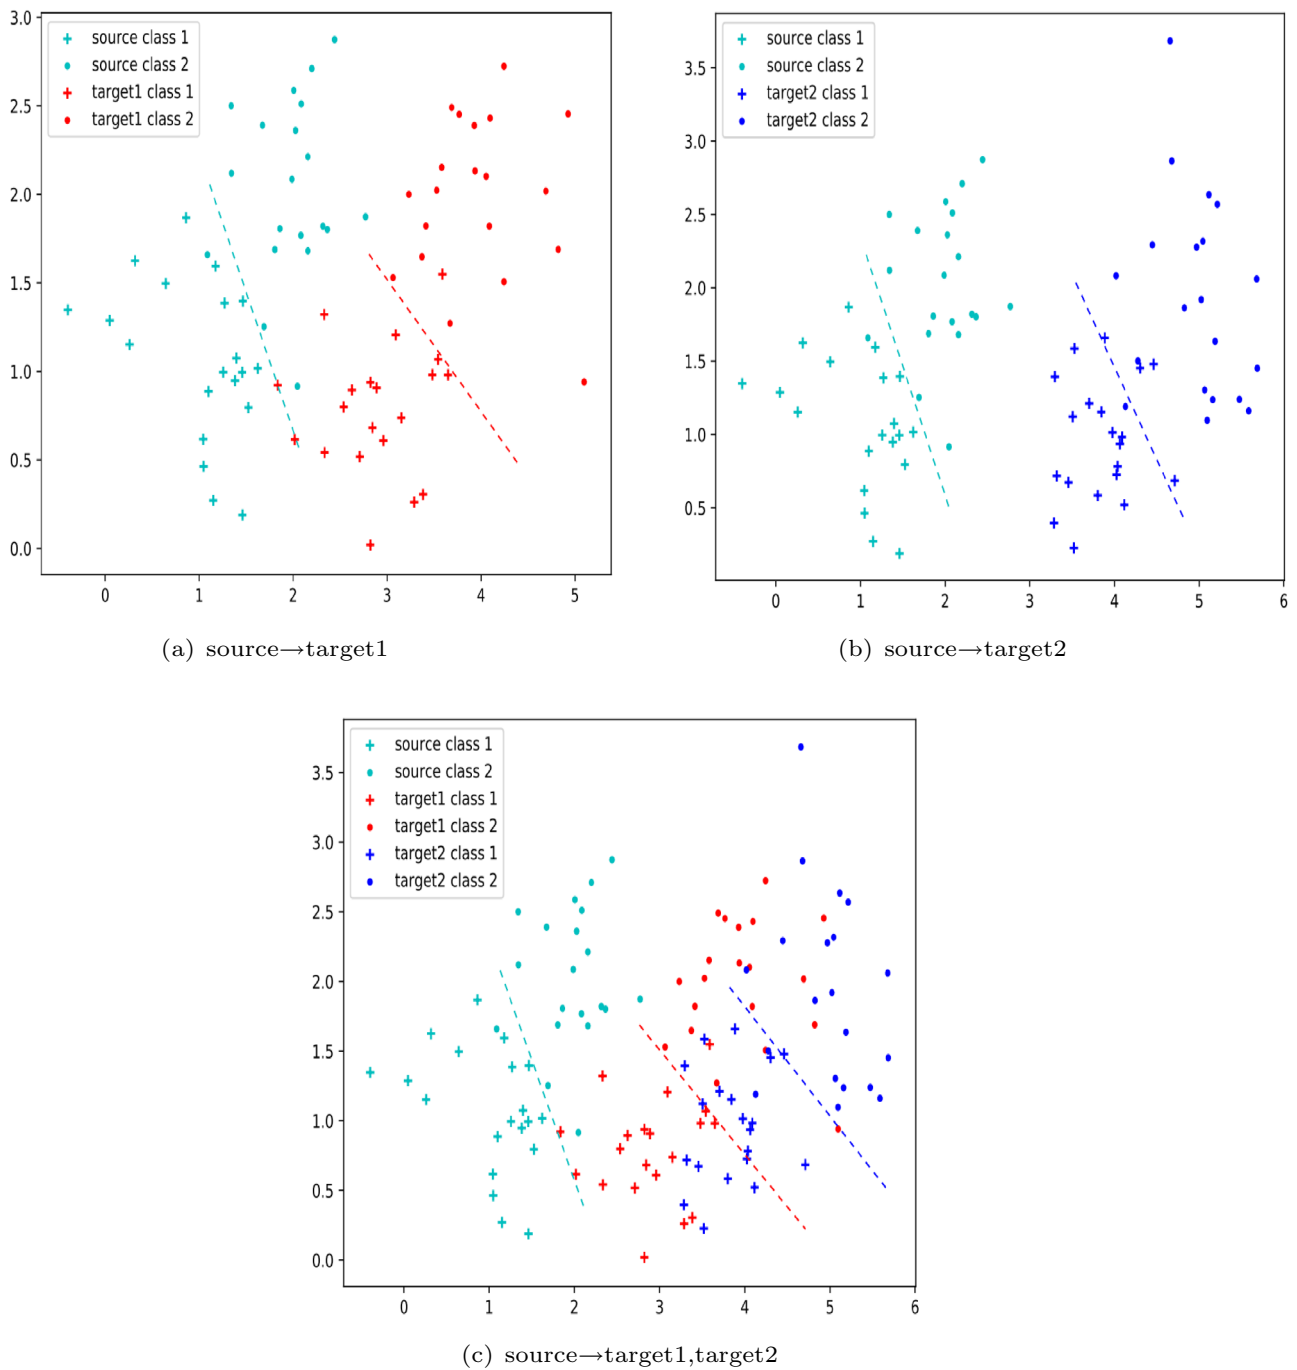 3.0
2.5
2.0
1.5
1.0
0.5
0.0
source class 1
source class 2
target1 class 1
target1 class 2
0 1 2 3 4 5
(a) source→target1
3.5
3.0
2.5
2.0
1.5
1.0
0.5
source class 1
source class 2
target2 class 1
target2 class 2
0 1 2 3 4 5 6
(b) source→target2
3.5
3.0
2.5
2.0
1.5
1.0
0.5
0.0
source class 1
source class 2
target1 class 1
target1 class 2
target2 class 1
target2 class 2
0 1 2 3 4 5 6
(c) source→target1,target2